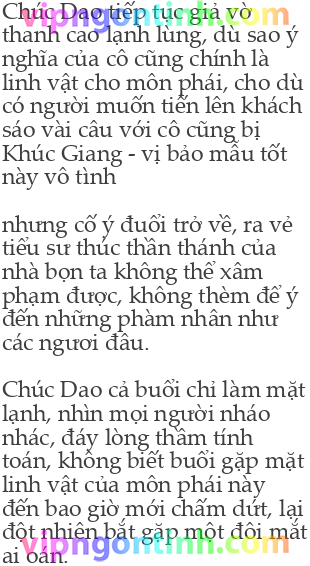 vipngontinh.com
Chúc Dao tiếp tục giả vờ
thanh cao lạnh lùng, dù sao ý
nghĩa của cô cũng chính là
linh vật cho môn phái, cho dù
có người muốn tiến lên khách
sáo vài câu với cô cũng bị
Khúc Giang - vị bảo mẫu tốt
này vô tình
nhưng cố ý đuổi trở về, ra vẻ
tiểu sư thúc thần thánh của
nhà bọn ta không thể xâm
phạm được, không thèm để ý
đến những phàm nhân như
các ngươi đâu.
Chúc Dao cả buổi chỉ làm mặt
lạnh, nhìn mọi người nháo
nhác, đáy lòng thầm tính
toán, không biết buổi gặp mặt
linh vật của môn phái này
đến bao giờ mới chấm dứt, lại
đột nhiên bắt gặp một đôi mắt
ai oán.
vipngontinh.com